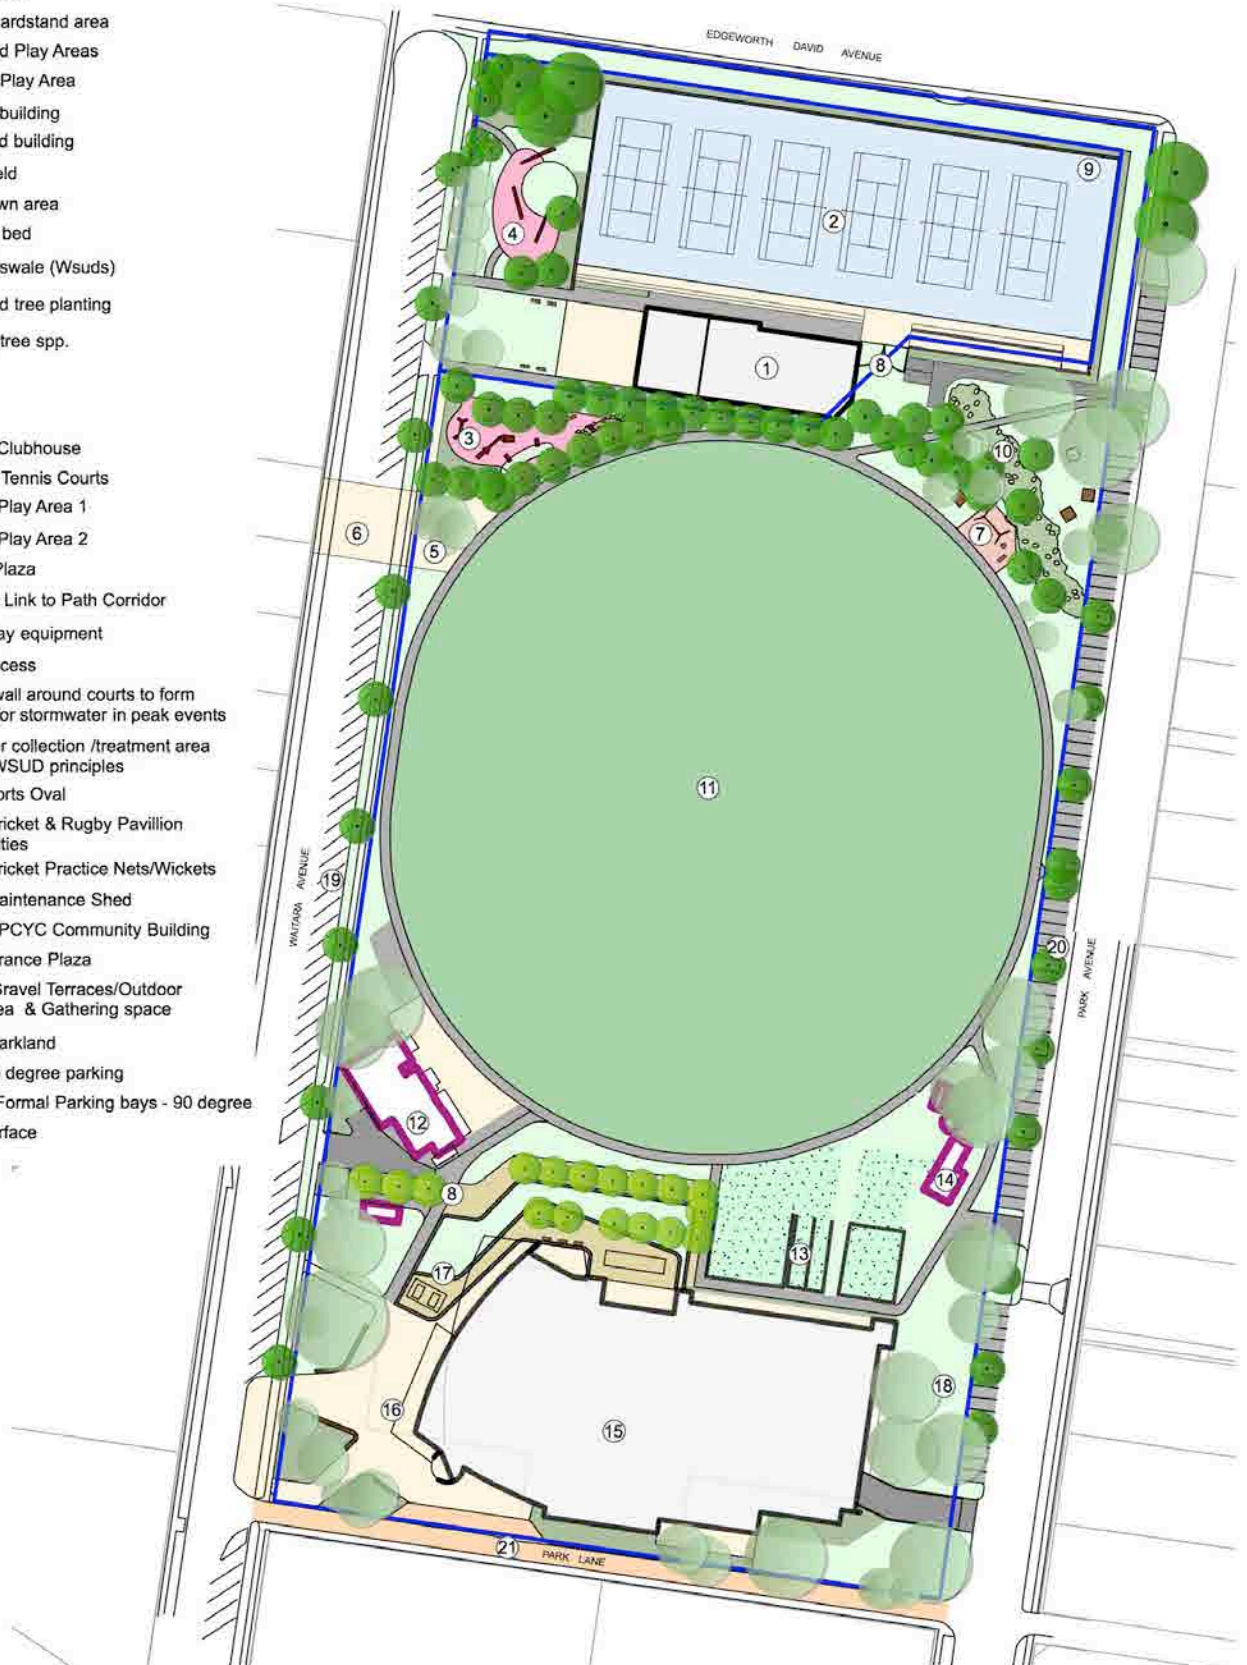 ardstand area
d Play Areas
Play Area
building
d building
eld
wn area
bed
swale (Wsuds)
d tree planting
tree spp.
Clubhouse
Tennis Courts
Play Area 1
Play Area 2
Plaza
Link to Path Corridor
ay equipment
cess
wall around courts to form
or stormwater in peak events
r collection /treatment area
WSUD principles
orts Oval
ricket & Rugby Pavillion
ties
ricket Practice Nets/Wickets
aintenance Shed
PCYC Community Building
rance Plaza
Gravel Terraces/Outdoor
ea & Gathering space
arkland
degree parking
Formal Parking bays - 90 degree
rface
EDGEWORTH DAVID AVENUE
9
2
4
1
8
3
10
6
5
7
11
WAITARA AVENUE
19
20
PARK AVENUE
12
14
8
13
17
18
16
15
21
PARK LANE